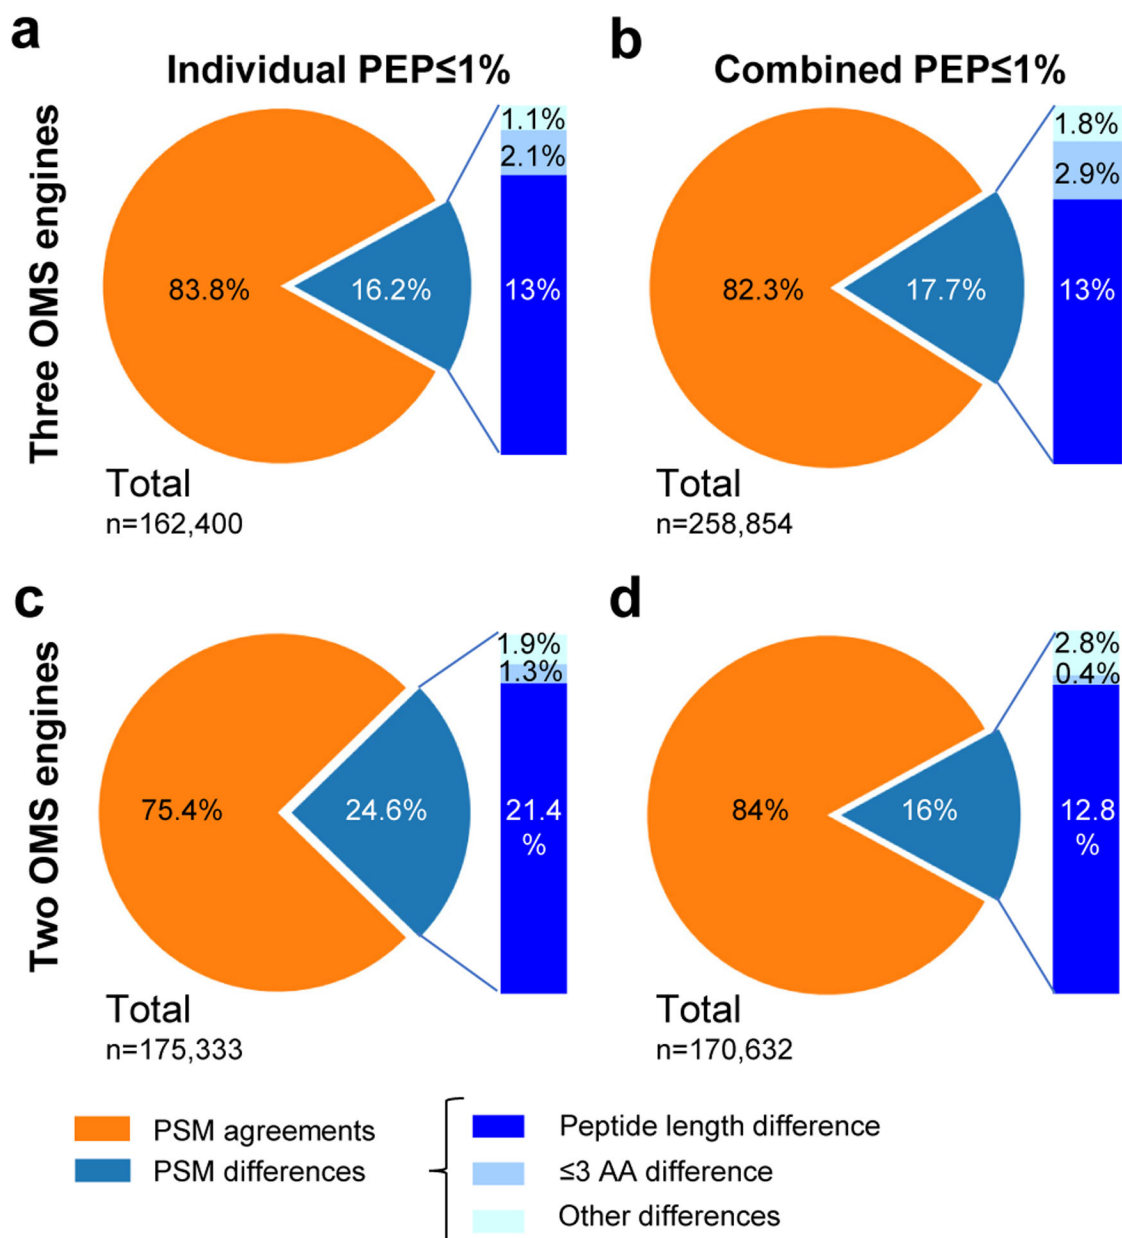 a
b
Individual PEP≤1%
Combined PEP≤1%
Three OMS engines
83.8%
16.2%
1.1%
2.1%
13%
Total
n=162,400
82.3%
17.7%
1.8%
2.9%
13%
Total
n=258,854
c
d
Two OMS engines
75.4%
24.6%
1.9%
1.3%
21.4
%
Total
n=175,333
84%
16%
2.8%
0.4%
12.8
%
Total
n=170,632
PSM agreements
PSM differences
Peptide length difference
≤3 AA difference
Other differences